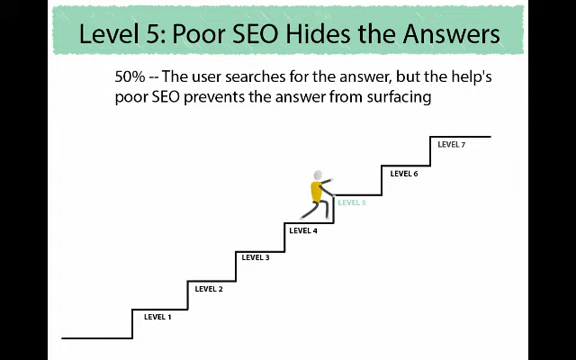 Level 5: Poor SEO Hides the Answers
50% -- The user searches for the answer, but the help's
poor SEO prevents the answer from surfacing
LEVEL 7
LEVEL 6
LEVEL 5
LEVEL 4
LEVEL 3
LEVEL 2
LEVEL 1